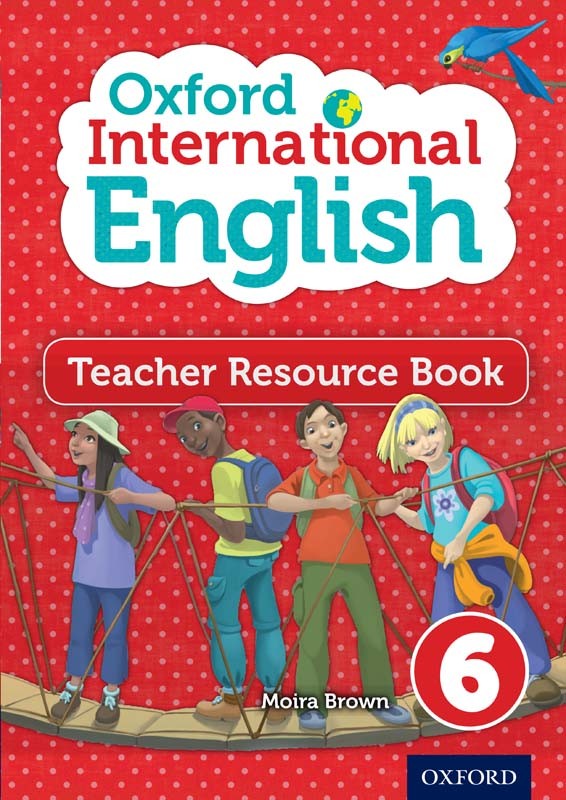 Oxford
International
English
Teacher Resource Book
Moira Brown
6
OXFORD